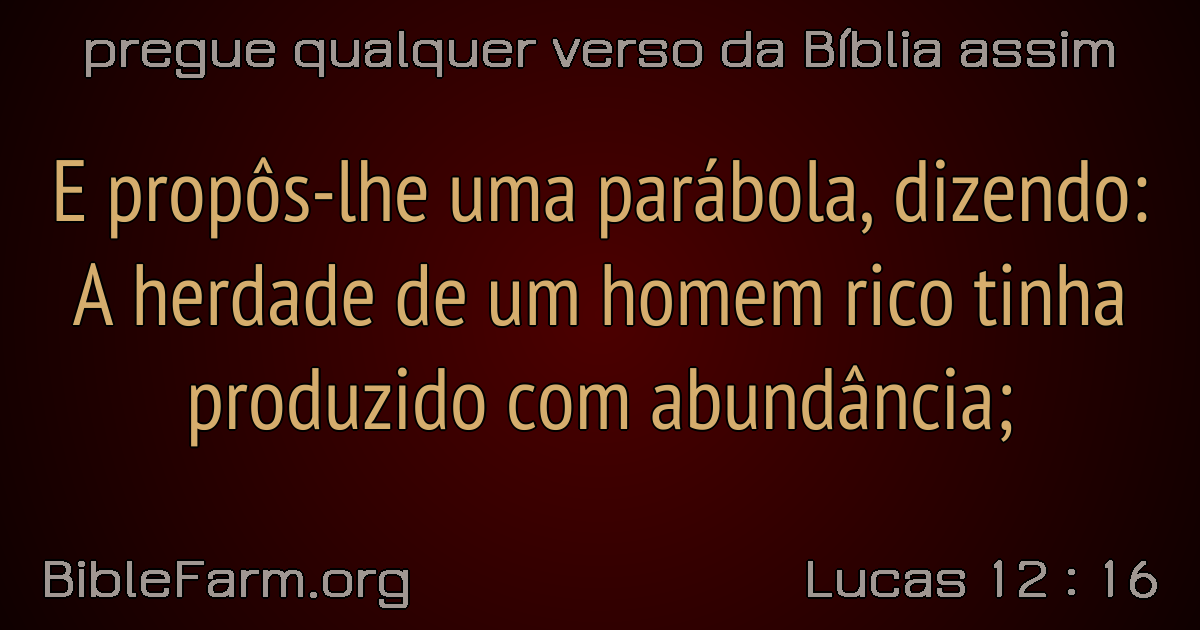 pregue qualquer verso da Bíblia assim
E propôs-lhe uma parábola, dizendo:
A herdade de um homem rico tinha
produzido com abundância;
BibleFarm.org
Lucas 12 : 16